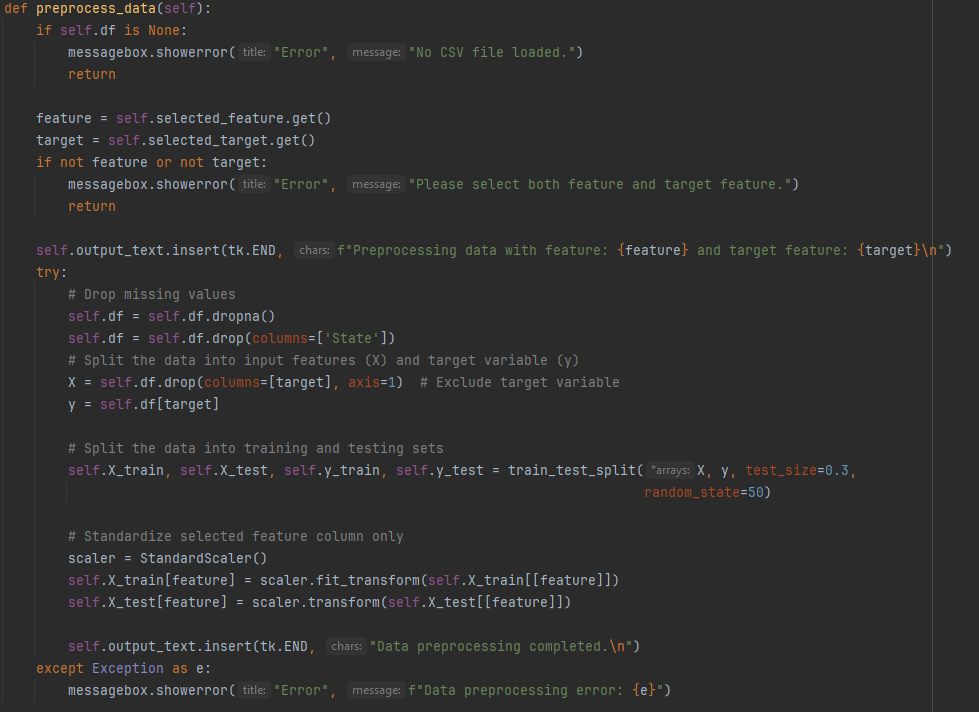 def preprocess_data(self):
    if self.df is None:
        messagebox.showerror( title: "Error", message: "No CSV file loaded.")
        return

    feature = self.selected_feature.get()
    target = self.selected_target.get()
    if not feature or not target:
        messagebox.showerror( title: "Error", message: "Please select both feature and target feature.")
        return

    self.output_text.insert(tk.END, chars: f"Preprocessing data with feature: {feature} and target feature: {target}\n")
    try:
        # Drop missing values
        self.df = self.df.dropna()
        self.df = self.df.drop(columns=['State'])
        # Split the data into input features (X) and target variable (y)
        X = self.df.drop(columns=[target], axis=1)  # Exclude target variable
        y = self.df[target]

        # Split the data into training and testing sets
        self.X_train, self.X_test, self.y_train, self.y_test = train_test_split( *arrays: X, y, test_size=0.3,
                                                                                random_state=50)

        # Standardize selected feature column only
        scaler = StandardScaler()
        self.X_train[feature] = scaler.fit_transform(self.X_train[[feature]])
        self.X_test[feature] = scaler.transform(self.X_test[[feature]])

        self.output_text.insert(tk.END, chars: "Data preprocessing completed.\n")
    except Exception as e:
        messagebox.showerror( title: "Error", message: f"Data preprocessing error: {e}")